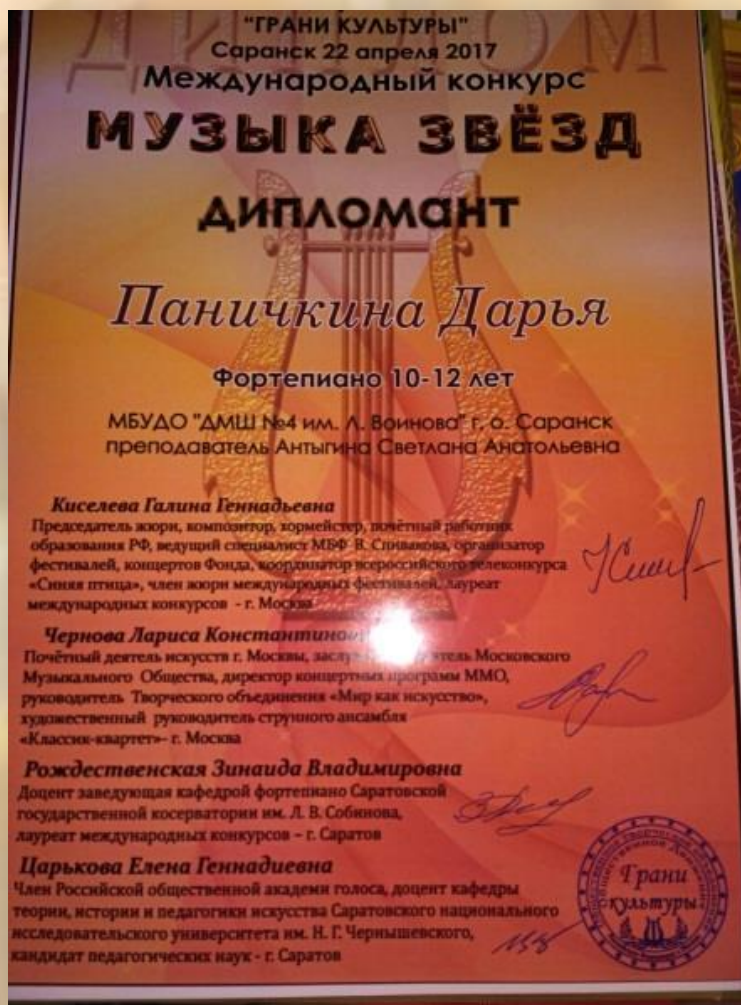 ДИПЛОМ
"ГРАНИ КУЛЬТУРЫ"
Саранск 22 апреля 2017
Международный конкурс
МУЗЫКА ЗВЁЗД
ДИПЛОМАНТ
Паничкина Дарья
Фортепиано 10-12 лет
МБУДО "ДМШ №4 им. Л. Воинова" г. о. Саранск
преподаватель Антыгина Светлана Анатольевна
Киселева Галина Геннадьевна
Председатель жюри, композитор, хормейстер, почётный работник
образования РФ, ведущий специалист МБФ В. Спивакова, организатор
фестивалей, концертов Фонда, координатор всероссийского телеконкурса
«Синяя птица», член жюри международных фестивалей, лауреат
международных конкурсов - г. Москва
Чернова Лариса
Почётный деятель искусств г. Москвы, Московского
Музыкального Общества, директор концертных программ ММО,
руководитель Творческого объединения «Мир как искусство»,
художественный руководитель струнного ансамбля
«Классик-квартет»- г. Москва
Рождественская Зинаида Владимировна
Доцент заведующая кафедрой фортепиано Саратовской
государственной косерватории им. Л. В. Собинова,
лауреат международных конкурсов – г. Саратов
Царькова Елена Геннадиевна
Член Российской общественной академи голоса, доцент кафедры
теории, истории и педагогики искусства Саратовского национального
исследовательского университета им. Н. Г. Чернышевского,
кандидат педагогических наук - г. Саратов
Грани
культуры